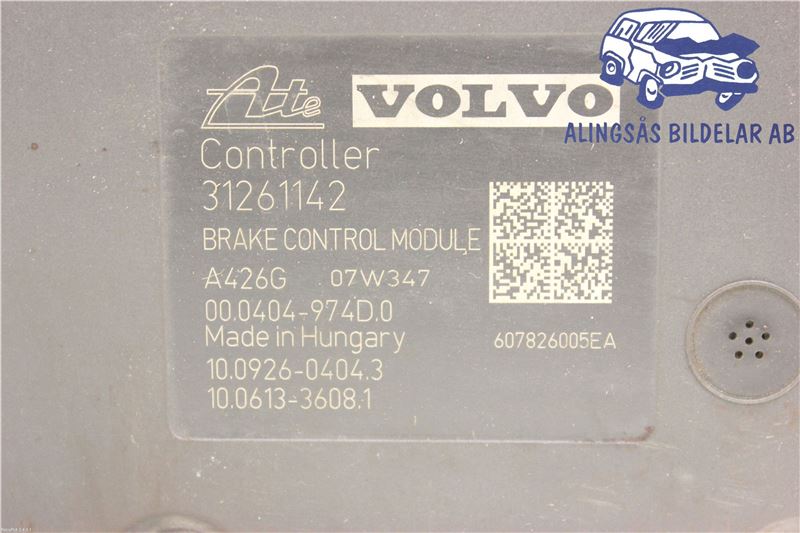 Ate VOLVO
ALINGSÅS BILDELAR AB
Controller
31261142
BRAKE CONTROL MODULE
A426G 07W347
00.0404-974D.0
Made in Hungary
607826005EA
10.0926-0404.3
10.0613-3608.1